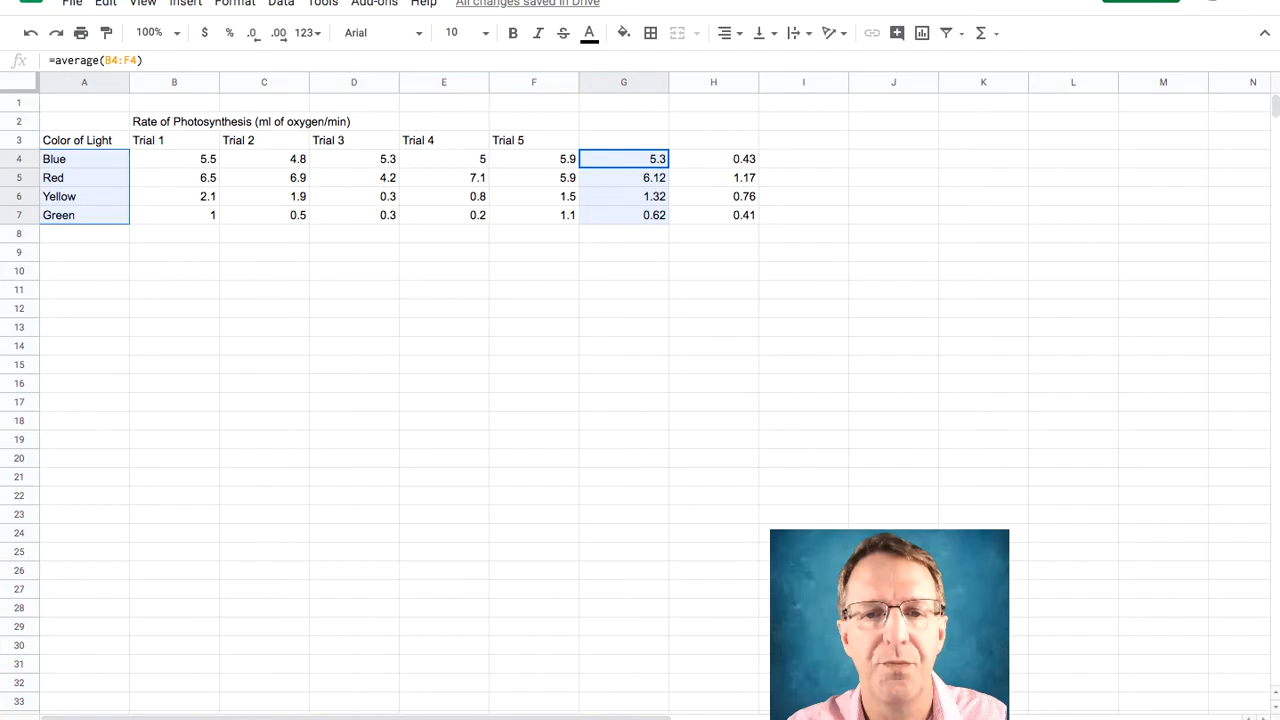 File Edit View Insert Format Data Tools Add-ons Help All changes saved in Drive
100% $ % .0 .00 123 Arial 10 B I S A Σ
fx =average(B4:F4)
A B C D E F G H I J K L M N
1
2 Rate of Photosynthesis (ml of oxygen/min)
3 Color of Light Trial 1 Trial 2 Trial 3 Trial 4 Trial 5
4 Blue 5.5 4.8 5.3 5 5.9 5.3 0.43
5 Red 6.5 6.9 4.2 7.1 5.9 6.12 1.17
6 Yellow 2.1 1.9 0.3 0.8 1.5 1.32 0.76
7 Green 1 0.5 0.3 0.2 1.1 0.62 0.41
8
9
10
11
12
13
14
15
16
17
18
19
20
21
22
23
24
25
26
27
28
29
30
31
32
33